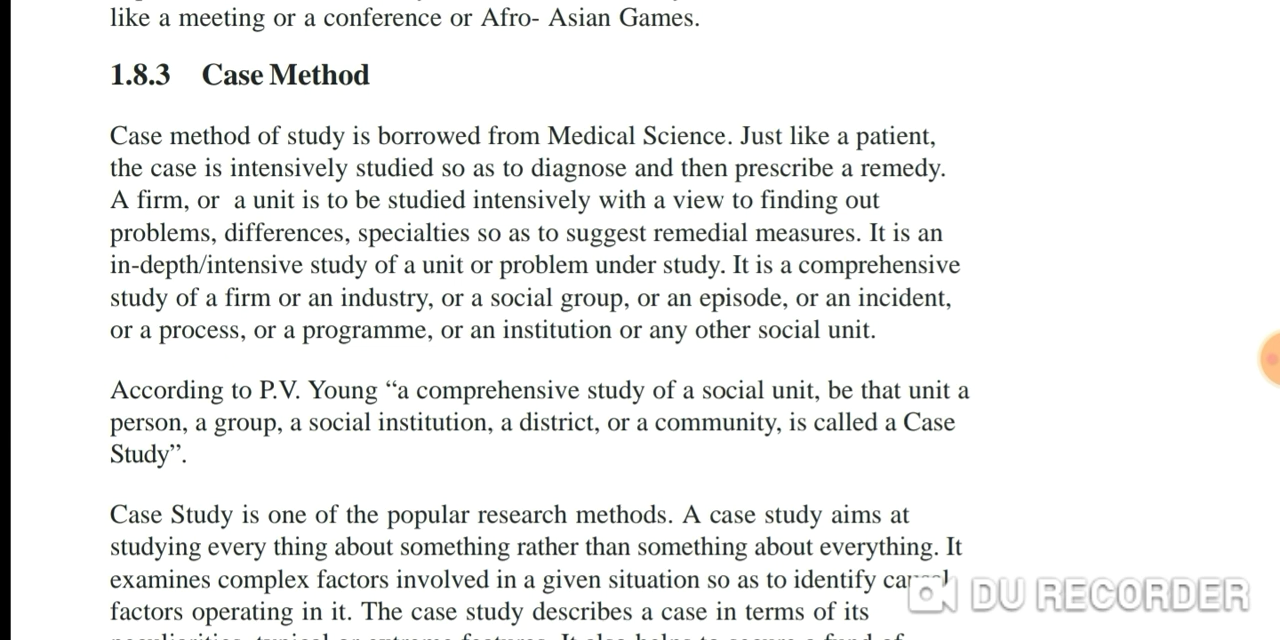 like a meeting or a conference or Afro- Asian Games.
1.8.3 Case Method
Case method of study is borrowed from Medical Science. Just like a patient,
the case is intensively studied so as to diagnose and then prescribe a remedy.
A firm, or a unit is to be studied intensively with a view to finding out
problems, differences, specialties so as to suggest remedial measures. It is an
in-depth/intensive study of a unit or problem under study. It is a comprehensive
study of a firm or an industry, or a social group, or an episode, or an incident,
or a process, or a programme, or an institution or any other social unit.
According to P.V. Young “a comprehensive study of a social unit, be that unit a
person, a group, a social institution, a district, or a community, is called a Case
Study”.
Case Study is one of the popular research methods. A case study aims at
studying every thing about something rather than something about everything. It
examines complex factors involved in a given situation so as to identify
factors operating in it. The case study describes a case in terms of its
DU RECORDER